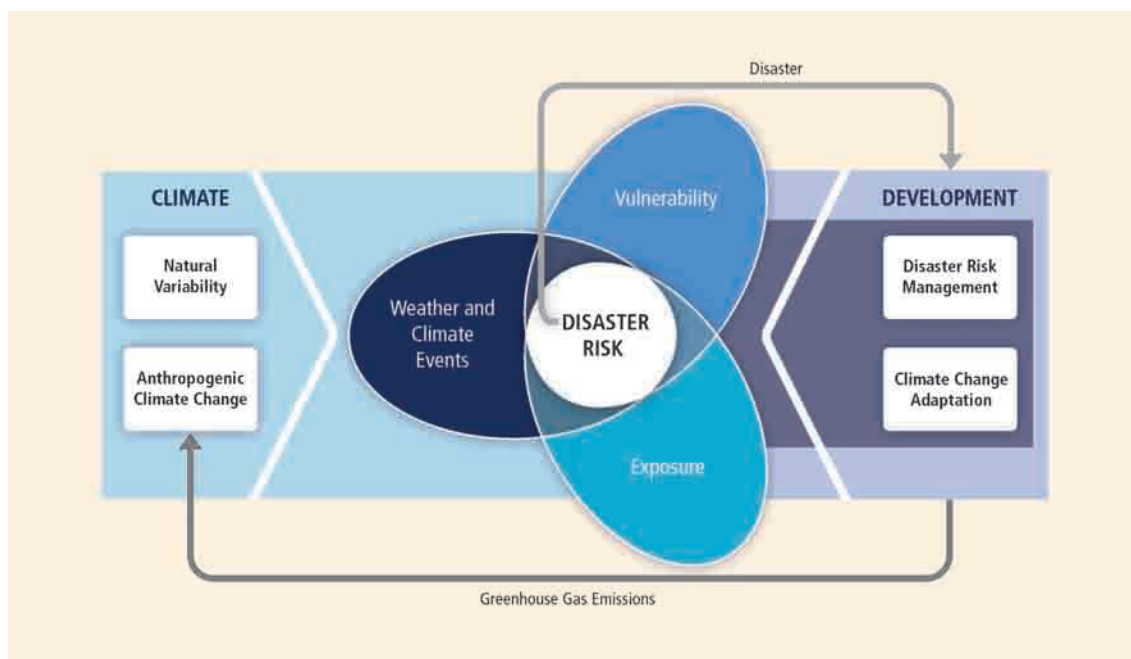 Disaster
CLIMATE
Natural
Variability
Anthropogenic
Climate Change
Weather and
Climate
Events
Vulnerability
DISASTER
RISK
Exposure
DEVELOPMENT
Disaster Risk
Management
Climate Change
Adaptation
Greenhouse Gas Emissions